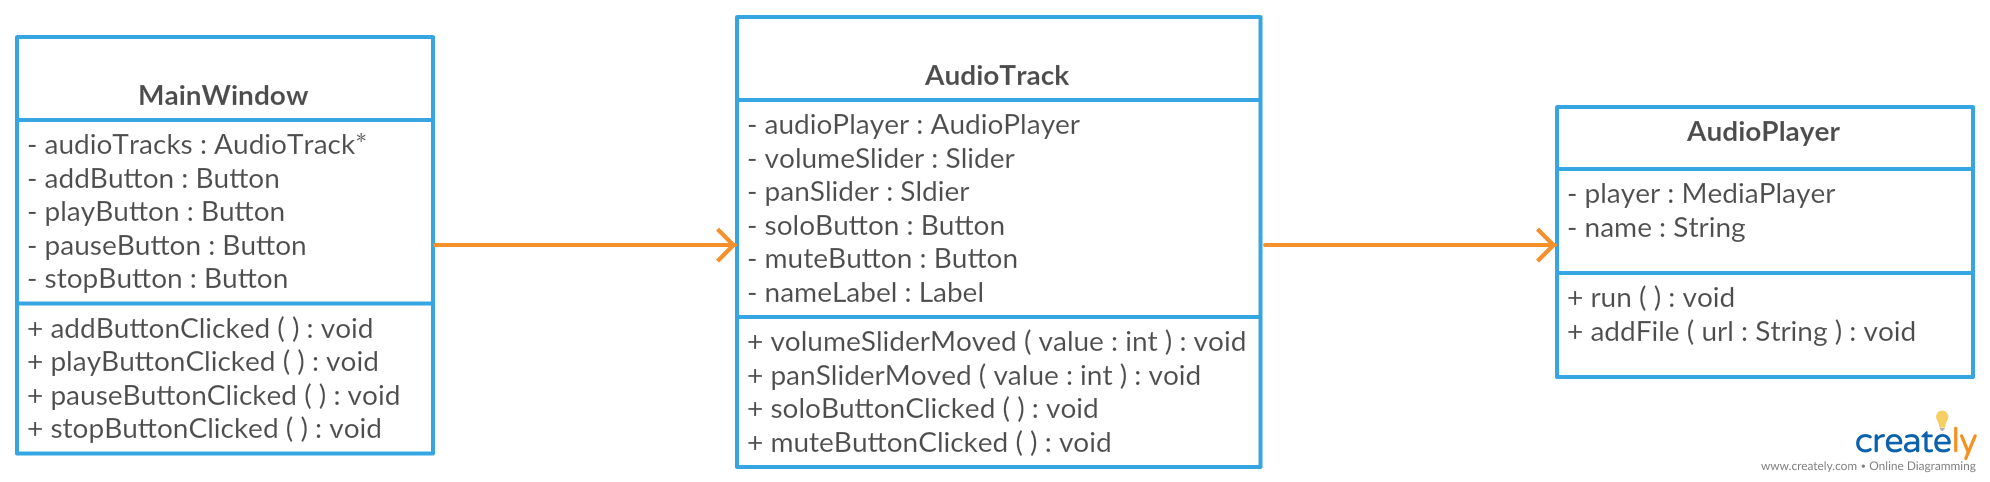 MainWindow
- audioTracks : AudioTrack*
- addButton : Button
- playButton : Button
- pauseButton : Button
- stopButton : Button
+ addButtonClicked ( ) : void
+ playButtonClicked ( ) : void
+ pauseButtonClicked ( ) : void
+ stopButtonClicked ( ) : void
AudioTrack
- audioPlayer : AudioPlayer
- volumeSlider : Slider
- panSlider : Sldier
- soloButton : Button
- muteButton : Button
- nameLabel : Label
+ volumeSliderMoved ( value : int ) : void
+ panSliderMoved ( value : int ) : void
+ soloButtonClicked ( ) : void
+ muteButtonClicked ( ) : void
AudioPlayer
- player : MediaPlayer
- name : String
+ run ( ) : void
+ addFile ( url : String ) : void
creately
www.creately.com • Online Diagramming